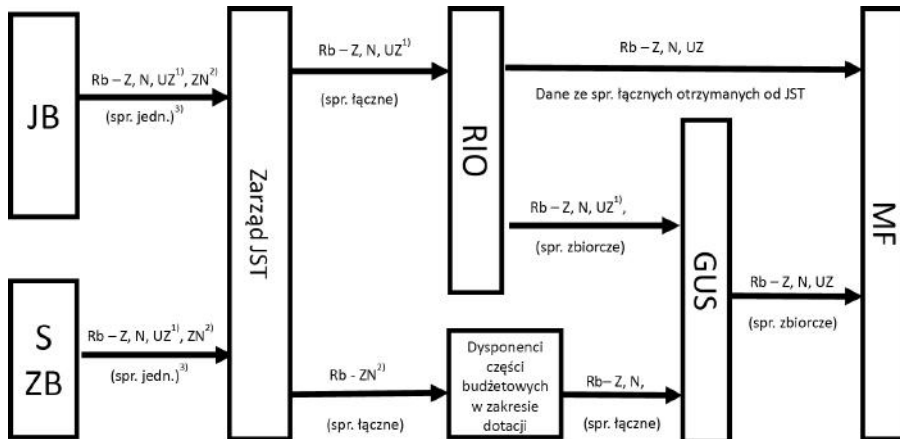 JB
Rb – Z, N, UZ¹⁾, ZN²⁾
(spr. jedn.)³⁾
S
ZB
Rb – Z, N, UZ¹⁾, ZN²⁾
(spr. jedn.)³⁾
Zarząd JST
Rb – Z, N, UZ¹⁾
(spr. łączne)
Rb - ZN²⁾
(spr. łączne)
RIO
Rb – Z, N, UZ
Dane ze spr. łącznych otrzymanych od JST
Rb – Z, N, UZ¹⁾,
(spr. zbiorcze)
Dysponenci
części
budżetowych
w zakresie
dotacji
Rb– Z, N,
(spr. łączne)
GUS
Rb – Z, N, UZ
(spr. zbiorcze)
MF